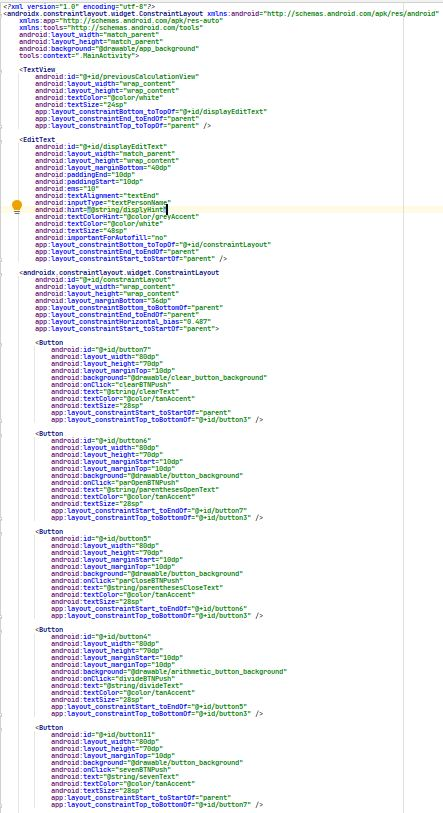 <?xml version="1.0" encoding="utf-8"?>
<androidx.constraintlayout.widget.ConstraintLayout xmlns:android="http://schemas.android.com/apk/res/android"
xmlns:app="http://schemas.android.com/apk/res-auto"
xmlns:tools="http://schemas.android.com/tools"
android:layout_width="match_parent"
android:layout_height="match_parent"
android:background="@drawable/app_background"
tools:context=".MainActivity">
<TextView
android:id="@+id/previousCalculationView"
android:layout_width="wrap_content"
android:layout_height="wrap_content"
android:textColor="@color/white"
android:textSize="24sp"
app:layout_constraintBottom_toTopOf="@+id/displayEditText"
app:layout_constraintEnd_toEndOf="parent"
app:layout_constraintTop_toTopOf="parent" />
<EditText
android:id="@+id/displayEditText"
android:layout_width="match_parent"
android:layout_height="wrap_content"
android:layout_marginBottom="40dp"
android:paddingEnd="10dp"
android:paddingStart="10dp"
android:ems="10"
android:textAlignment="textEnd"
android:inputType="textPersonName"
android:hint="@string/displyHint"
android:textColorHint="@color/greyAccent"
android:textColor="@color/white"
android:textSize="48sp"
android:importantForAutofill="no"
app:layout_constraintBottom_toTopOf="@+id/constraintLayout"
app:layout_constraintEnd_toEndOf="parent"
app:layout_constraintStart_toStartOf="parent" />
<androidx.constraintlayout.widget.ConstraintLayout
android:id="@+id/constraintLayout"
android:layout_width="wrap_content"
android:layout_height="wrap_content"
android:layout_marginBottom="36dp"
app:layout_constraintBottom_toBottomOf="parent"
app:layout_constraintEnd_toEndOf="parent"
app:layout_constraintHorizontal_bias="0.487"
app:layout_constraintStart_toStartOf="parent">
<Button
android:id="@+id/button7"
android:layout_width="80dp"
android:layout_height="70dp"
android:background="@drawable/clear_button_background"
android:onClick="clearBTNPush"
android:text="@string/clearText"
android:textColor="@color/tanAccent"
android:textSize="28sp"
app:layout_constraintStart_toStartOf="parent"
app:layout_constraintTop_toBottomOf="@+id/button3" />
<Button
android:id="@+id/button6"
android:layout_width="80dp"
android:layout_height="70dp"
android:layout_marginStart="10dp"
android:layout_marginTop="10dp"
android:background="@drawable/button_background"
android:onClick="parOpenBTNPush"
android:text="@string/parenthesesOpenText"
android:textColor="@color/tanAccent"
android:textSize="28sp"
app:layout_constraintStart_toEndOf="@+id/button7"
app:layout_constraintTop_toBottomOf="@+id/button3" />
<Button
android:id="@+id/button5"
android:layout_width="80dp"
android:layout_height="70dp"
android:layout_marginStart="10dp"
android:layout_marginTop="10dp"
android:background="@drawable/button_background"
android:onClick="parCloseBTNPush"
android:text="@string/parenthesesCloseText"
android:textColor="@color/tanAccent"
android:textSize="28sp"
app:layout_constraintStart_toEndOf="@+id/button6"
app:layout_constraintTop_toBottomOf="@+id/button3" />
<Button
android:id="@+id/button4"
android:layout_width="80dp"
android:layout_height="70dp"
android:layout_marginStart="10dp"
android:layout_marginTop="10dp"
android:background="@drawable/arithmetic_button_background"
android:onClick="divideBTNPush"
android:text="@string/divideText"
android:textColor="@color/tanAccent"
android:textSize="28sp"
app:layout_constraintStart_toEndOf="@+id/button5"
app:layout_constraintTop_toBottomOf="@+id/button3" />
<Button
android:id="@+id/button11"
android:layout_width="80dp"
android:layout_height="70dp"
android:layout_marginTop="10dp"
android:background="@drawable/button_background"
android:onClick="sevenBTNPush"
android:text="@string/sevenText"
android:textColor="@color/tanAccent"
android:textSize="28sp"
app:layout_constraintStart_toStartOf="parent"
app:layout_constraintTop_toBottomOf="@+id/button7" />